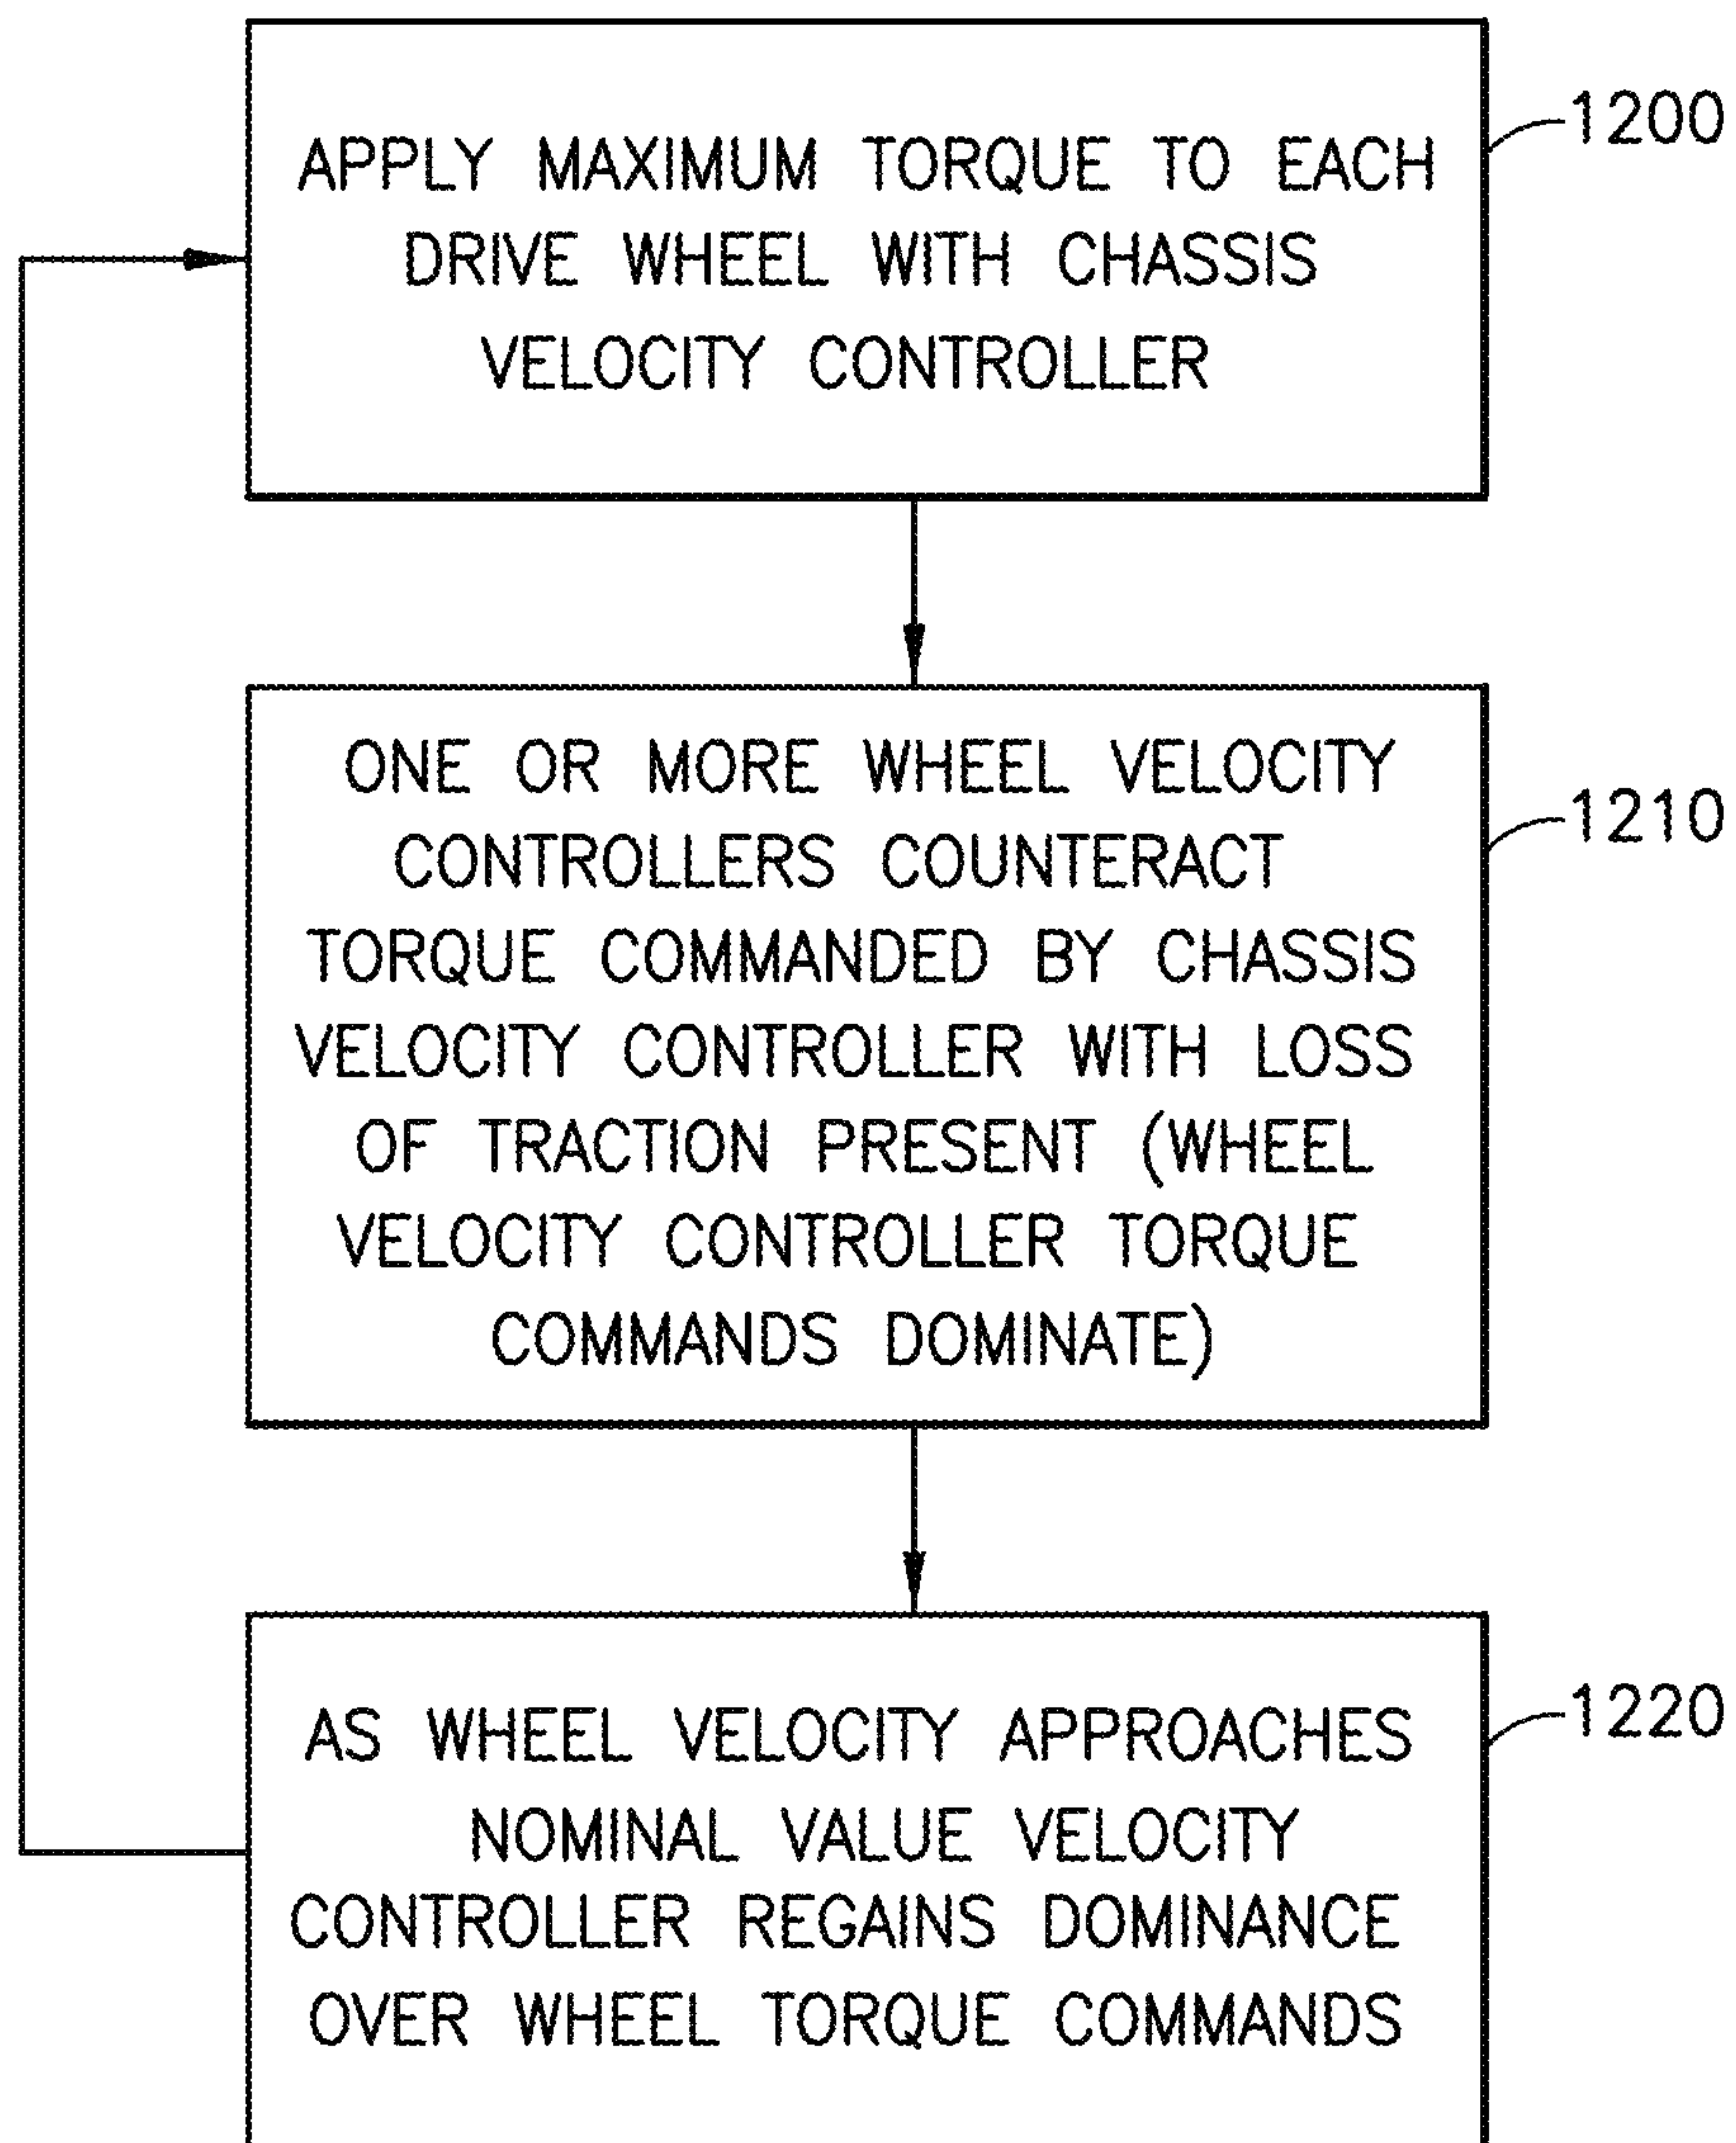 APPLY MAXIMUM TORQUE TO EACH
DRIVE WHEEL WITH CHASSIS
VELOCITY CONTROLLER
1200
ONE OR MORE WHEEL VELOCITY
CONTROLLERS COUNTERACT
TORQUE COMMANDED BY CHASSIS
VELOCITY CONTROLLER WITH LOSS
OF TRACTION PRESENT (WHEEL
VELOCITY CONTROLLER TORQUE
COMMANDS DOMINATE)
1210
AS WHEEL VELOCITY APPROACHES
NOMINAL VALUE VELOCITY
CONTROLLER REGAINS DOMINANCE
OVER WHEEL TORQUE COMMANDS
1220